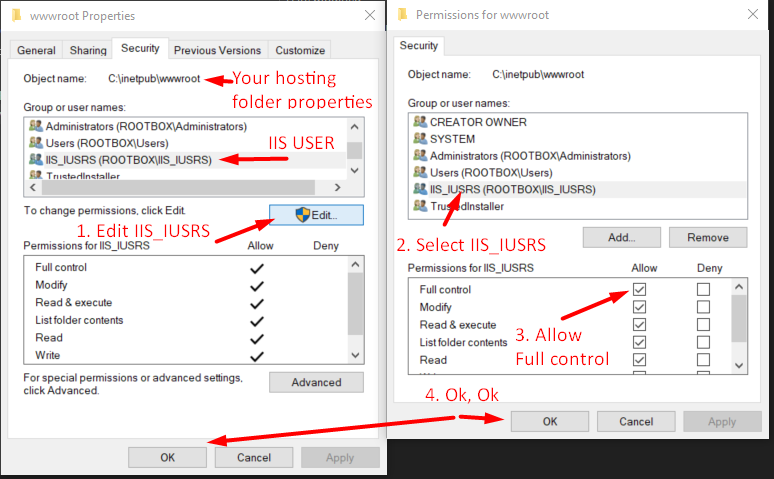 wwwroot Properties
General Sharing Security Previous Versions Customize
Object name: C:\inetpub\wwwroot
Your hosting
folder properties
Group or user names:
Administrators (ROOTBOX\Administrators)
Users (ROOTBOX\Users)
IIS_IUSRS (ROOTBOX\IIS_IUSRS)
TrustedInstaller
IIS USER
To change permissions, click Edit.
Edit...
1. Edit IIS_IUSRS
Permissions for IIS_IUSRS Allow Deny
Full control
Modify
Read & execute
List folder contents
Read
Write
For special permissions or advanced settings,
click Advanced.
Advanced
OK Cancel Apply
Permissions for wwwroot
Security
Object name: C:\inetpub\wwwroot
Group or user names:
CREATOR OWNER
SYSTEM
Administrators (ROOTBOX\Administrators)
Users (ROOTBOX\Users)
IIS_IUSRS (ROOTBOX\IIS_IUSRS)
TrustedInstaller
2. Select IIS_IUSRS
Add... Remove
Permissions for IIS_IUSRS Allow Deny
Full control
Modify
Read & execute
List folder contents
Read
3. Allow
Full control
4. Ok, Ok
OK Cancel Apply